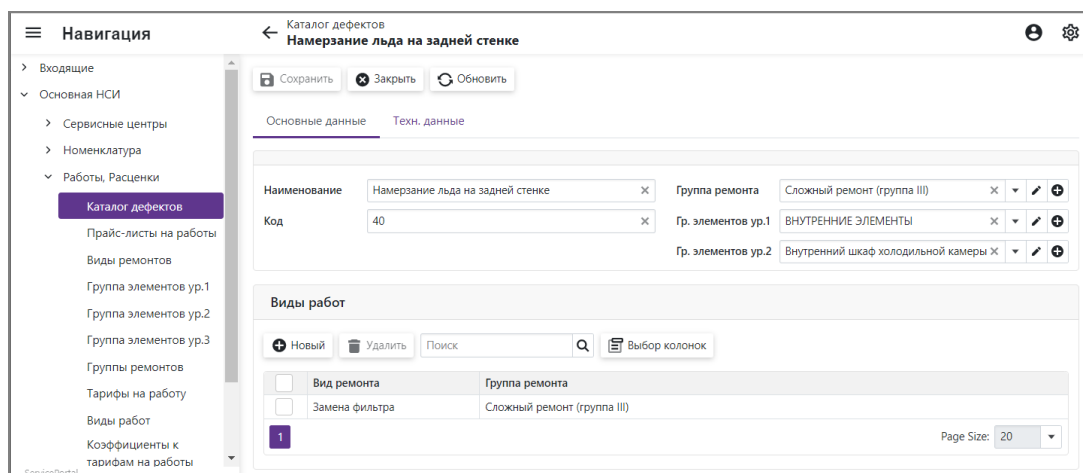 Навигация
Каталог дефектов
Намерзание льда на задней стенке
Входящие
Основная НСИ
Сервисные центры
Номенклатура
Работы, Расценки
Каталог дефектов
Прайс-листы на работы
Виды ремонтов
Группа элементов ур.1
Группа элементов ур.2
Группа элементов ур.3
Группы ремонтов
Тарифы на работу
Виды работ
Коэффициенты к
тарифам на работы
ServicePortal
Сохранить Закрыть Обновить
Основные данные Техн. данные
Наименование Намерзание льда на задней стенке Группа ремонта Сложный ремонт (группа III)
Код 40 Гр. элементов ур.1 ВНУТРЕННИЕ ЭЛЕМЕНТЫ
Гр. элементов ур.2 Внутренний шкаф холодильной камеры
Виды работ
Новый Удалить Поиск Выбор колонок
Вид ремонта Группа ремонта
Замена фильтра Сложный ремонт (группа III)
1 Page Size: 20